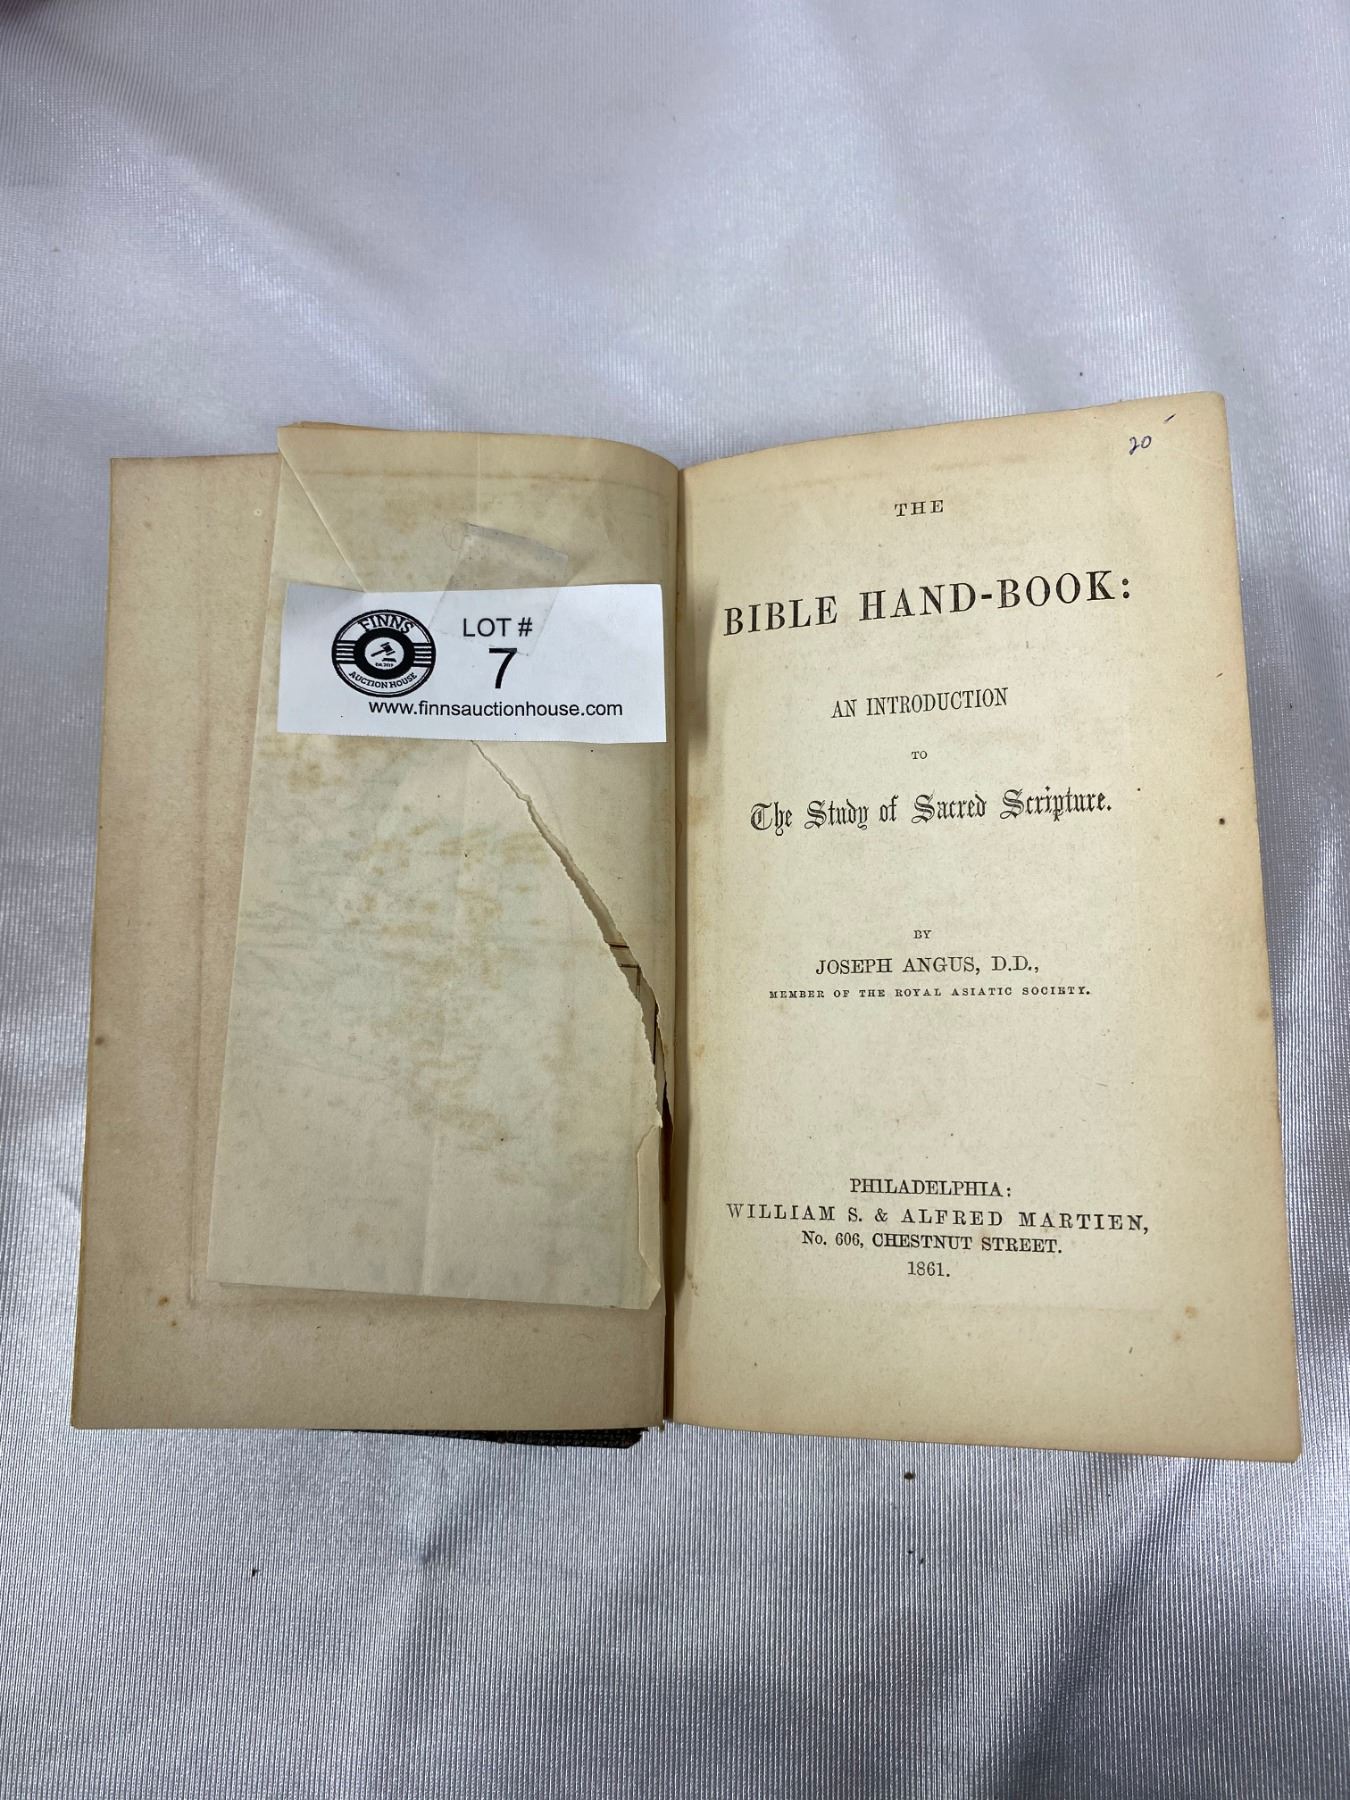 FINNS
EST. 2017
AUCTION HOUSE
LOT #
7
www.finnsauctionhouse.com
20
THE
BIBLE HAND-BOOK:
AN INTRODUCTION
TO
The Study of Sacred Scripture.
BY
JOSEPH ANGUS, D.D.,
MEMBER OF THE ROYAL ASIATIC SOCIETY.
PHILADELPHIA:
WILLIAM S. & ALFRED MARTIEN,
No. 606, CHESTNUT STREET.
1861.